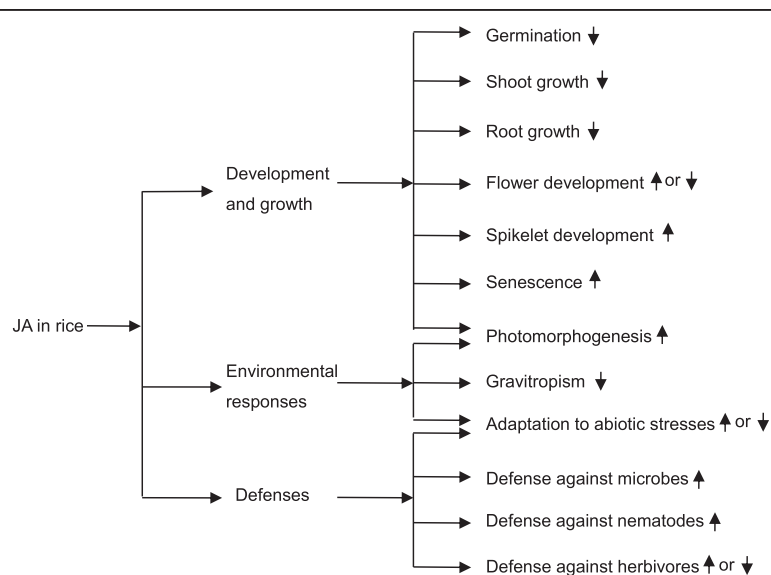 Germination ↓
Shoot growth ↓
Root growth ↓
Development
and growth
Flower development ↑ or ↓
Spikelet development ↑
Senescence ↑
JA in rice
Photomorphogenesis ↑
Environmental
responses
Gravitropism ↓
Adaptation to abiotic stresses ↑ or ↓
Defenses
Defense against microbes ↑
Defense against nematodes ↑
Defense against herbivores ↑ or ↓